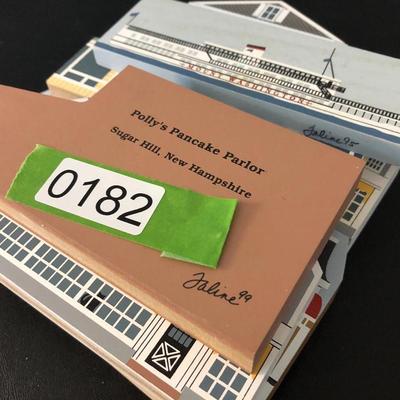 MOUNT WASHINGTON
Faline 95
Polly's Pancake Parlor
Sugar Hill, New Hampshire
0182
Faline 99